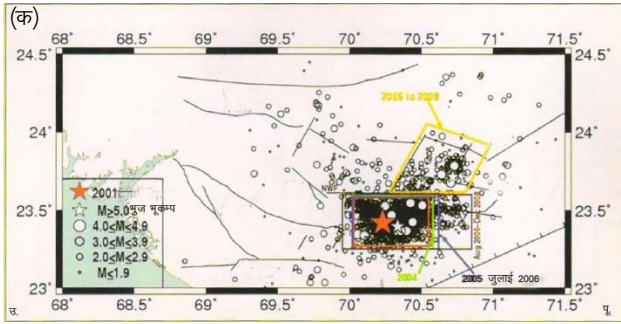 (क)
68° 68.5° 69° 69.5° 70° 70.5° 71° 71.5°
24.5° 24.5°
2006 to 2008
24° 24°
NWF
2001
M≥5.0 भूज भूकम्प
23.5° 4.0≤M≤4.9 23.5°
3.0≤M≤3.9
2.0≤M≤2.9
M≤1.9
2004
2005 जुलाई 2006
23° 23°
68° 68.5° 69° 69.5° 70° 70.5° 71° 71.5°
उ. पू.